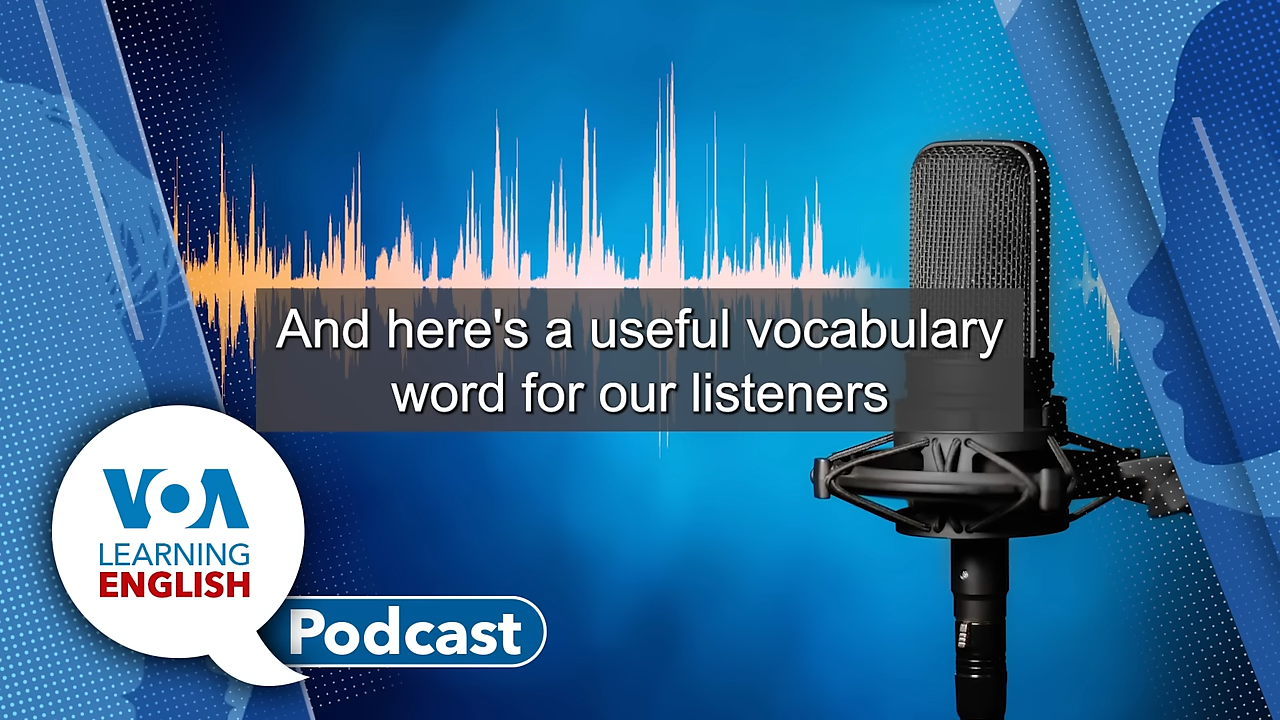 And here's a useful vocabulary
word for our listeners
VOA
LEARNING
ENGLISH
Podcast